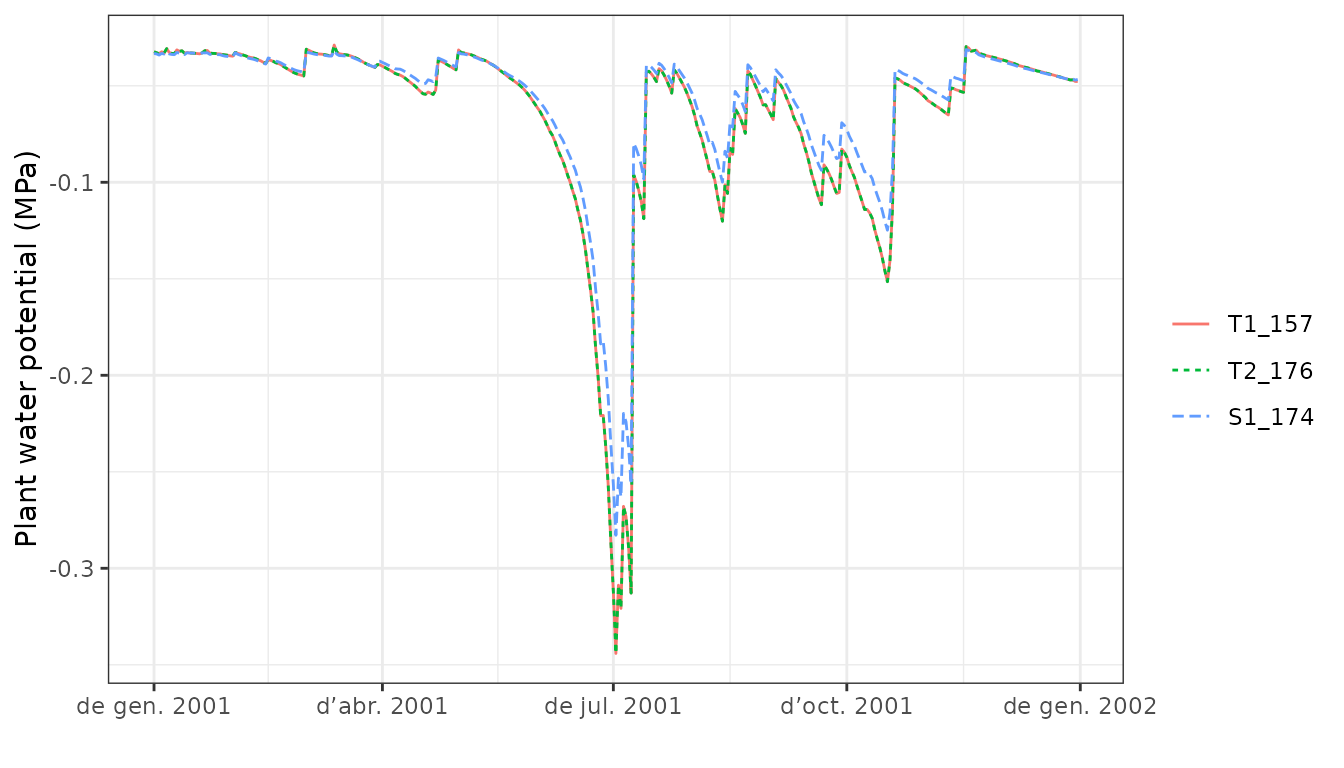 Plant water potential (MPa)
-0.1
-0.2
-0.3
de gen. 2001
d’abr. 2001
de jul. 2001
d’oct. 2001
de gen. 2002
T1_157
T2_176
S1_174